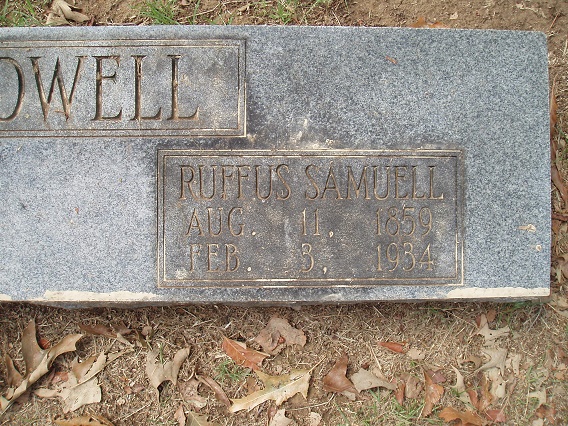 OWELL
RUFFUS SAMUELL
AUG. 11, 1859
FEB. 3, 1934